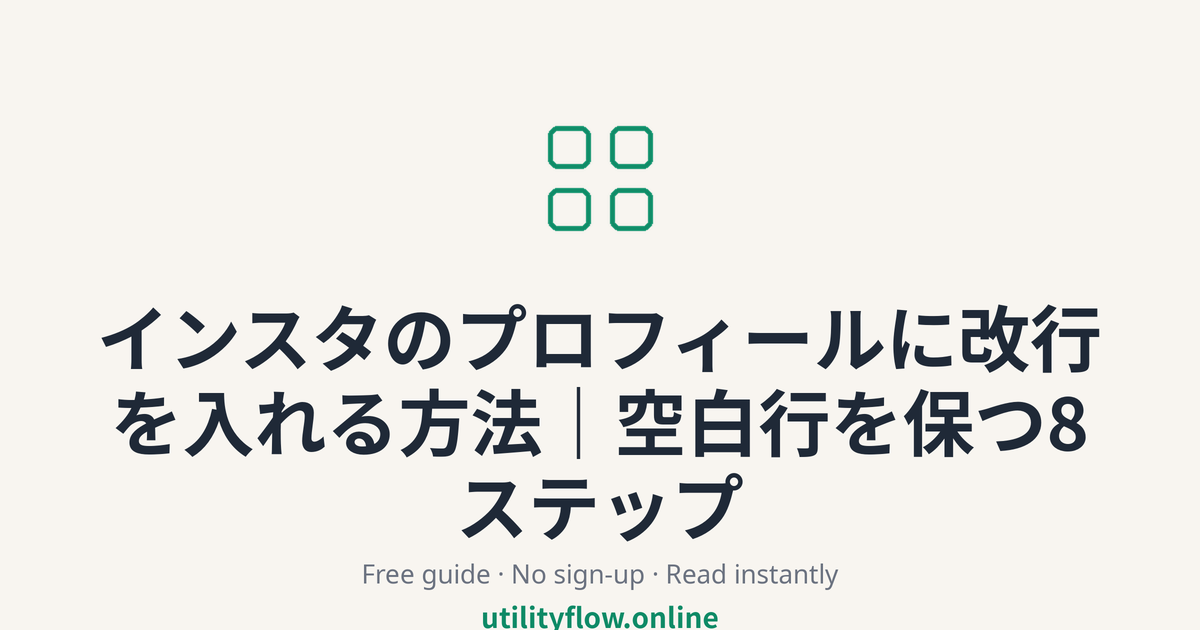 インスタのプロフィールに改行
を入れる方法｜空白行を保つ8
ステップ
Free guide · No sign-up · Read instantly
utilityflow.online